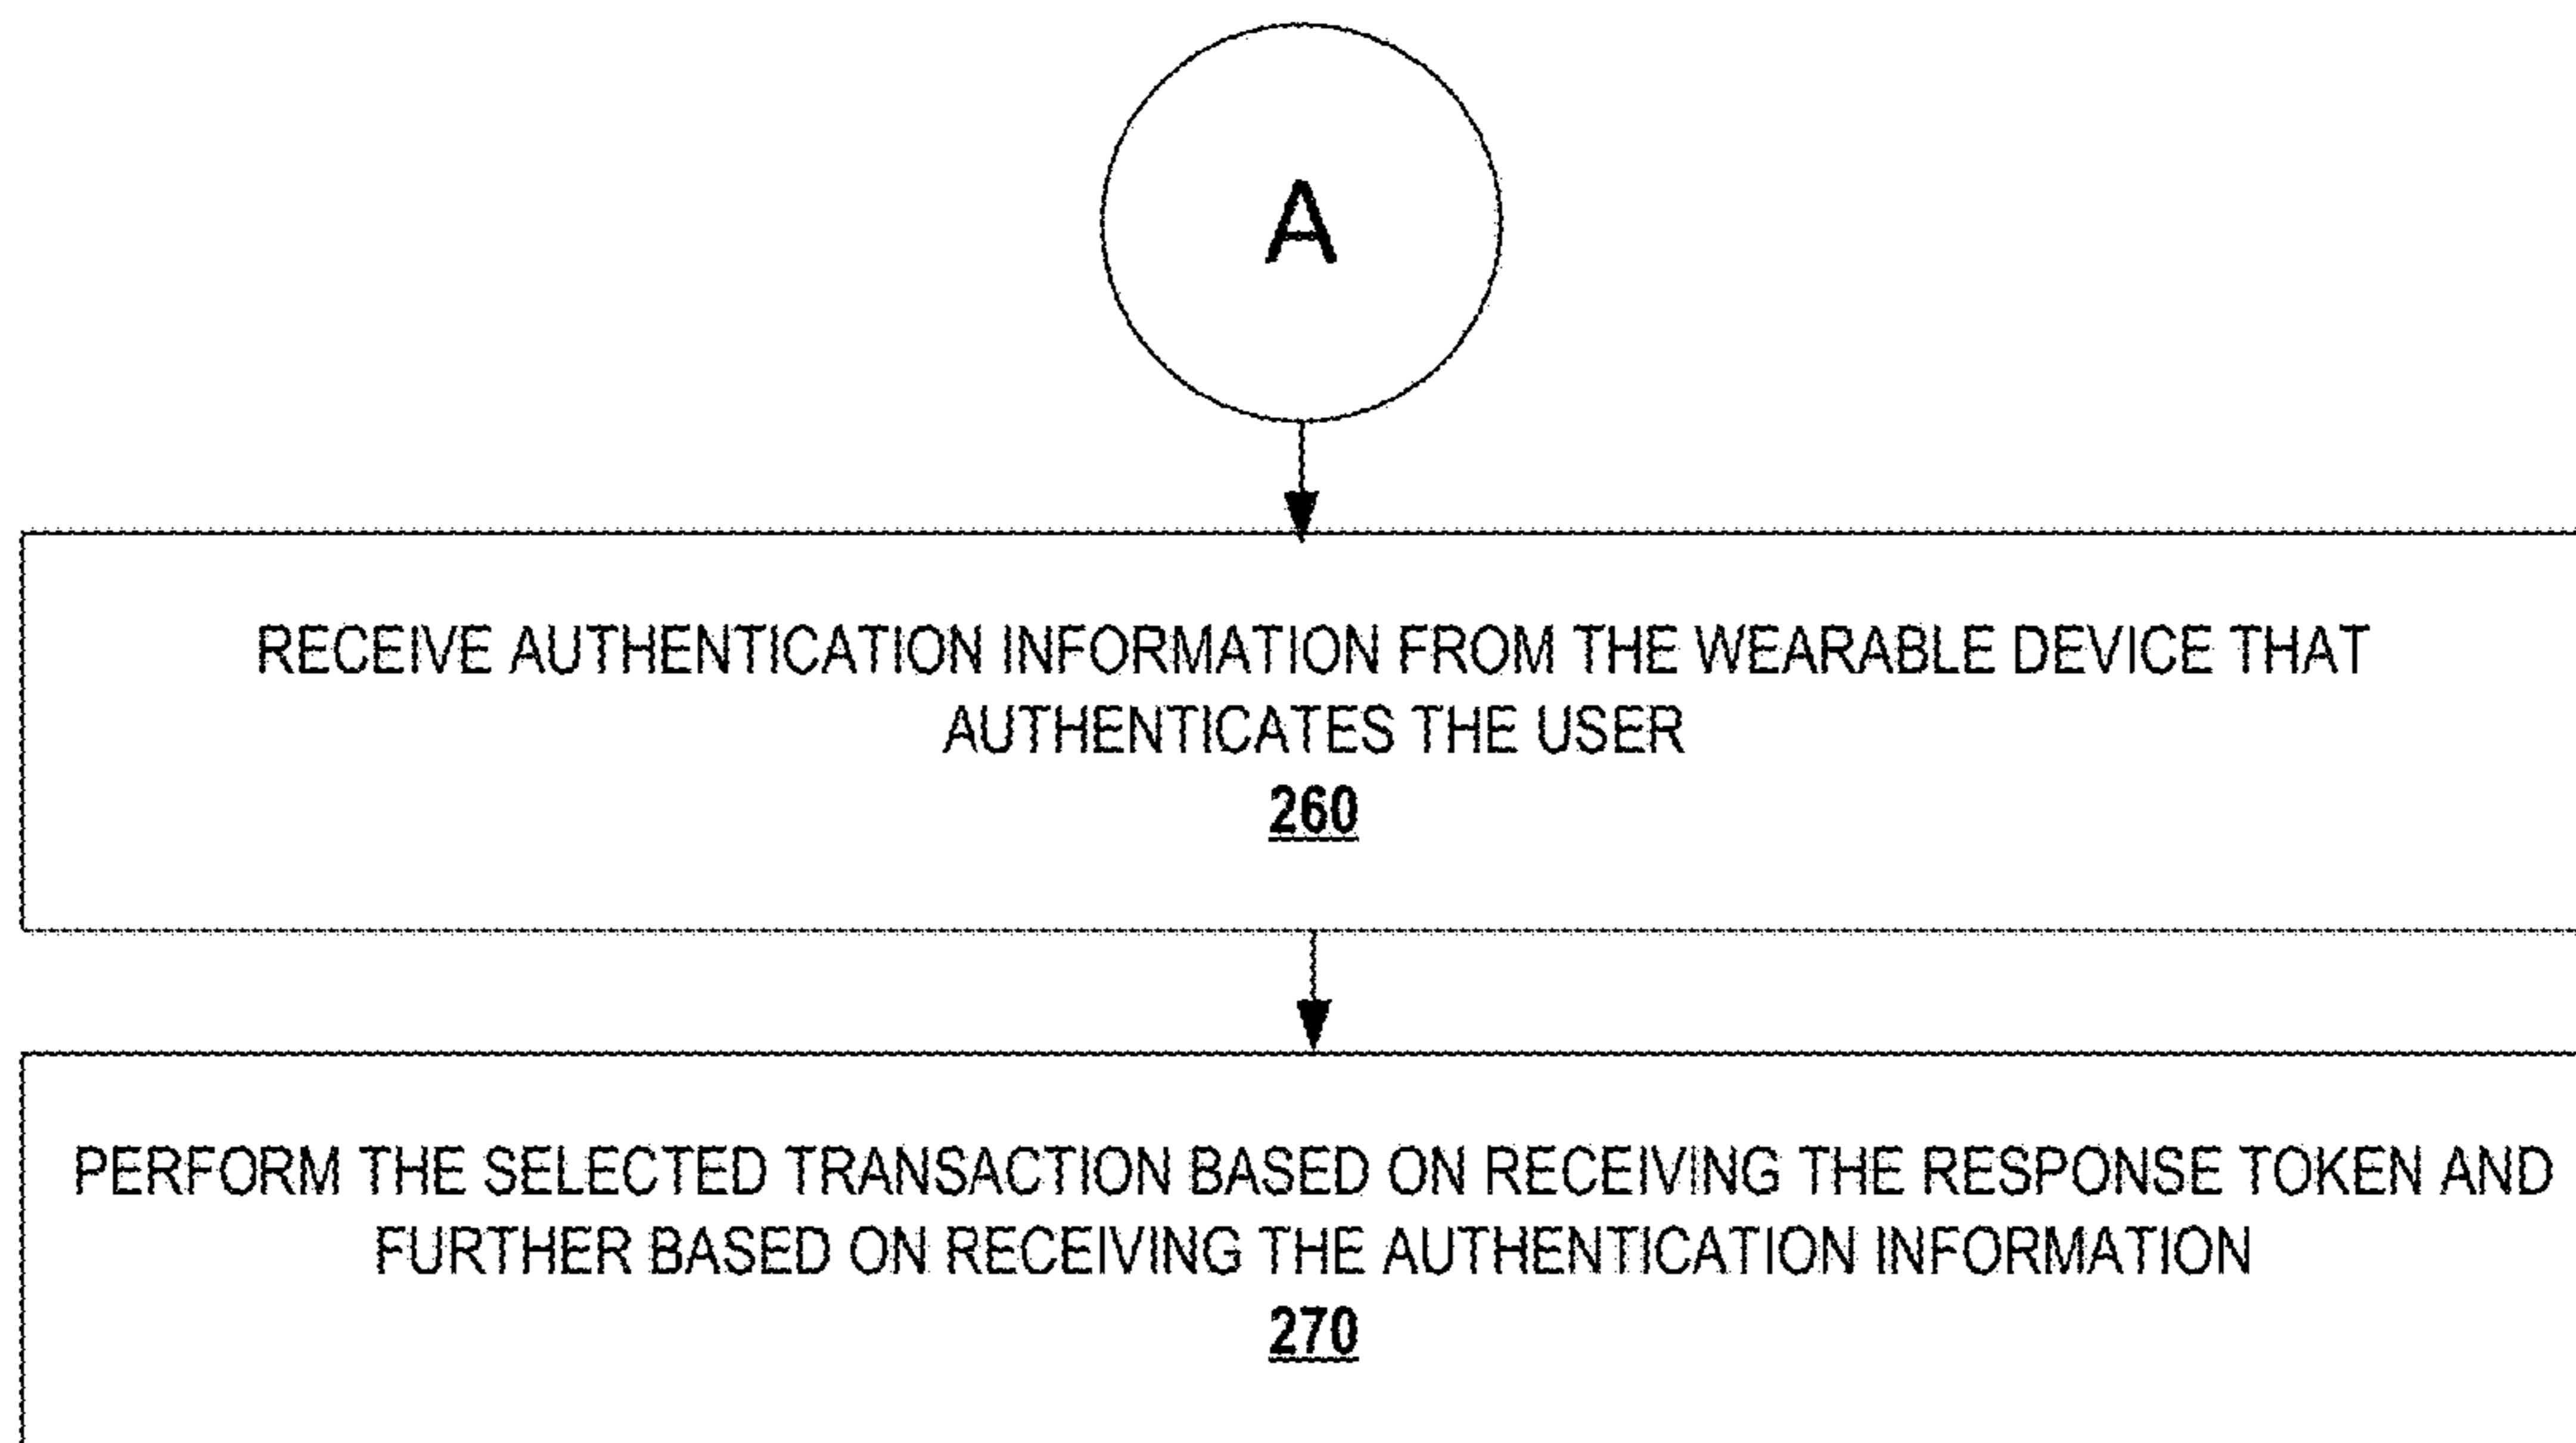 A
RECEIVE AUTHENTICATION INFORMATION FROM THE WEARABLE DEVICE THAT
AUTHENTICATES THE USER
260
PERFORM THE SELECTED TRANSACTION BASED ON RECEIVING THE RESPONSE TOKEN AND
FURTHER BASED ON RECEIVING THE AUTHENTICATION INFORMATION
270